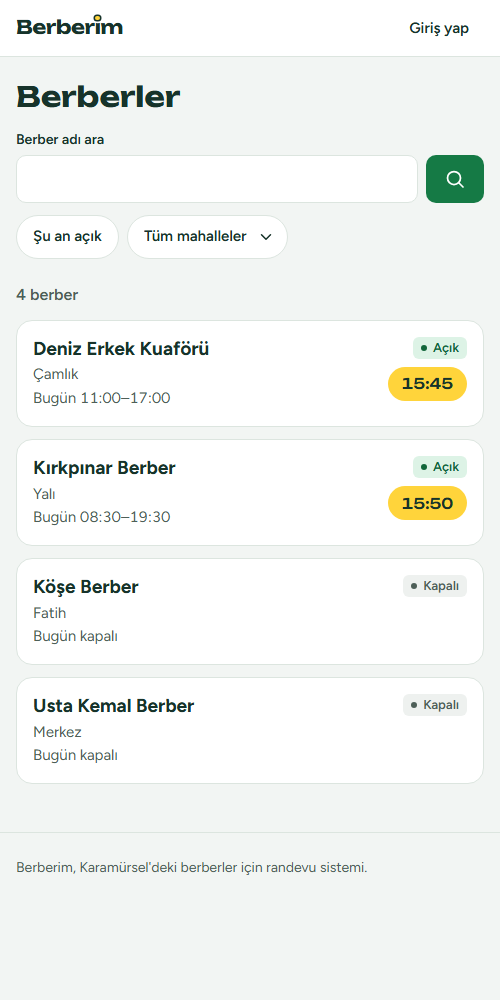 Berberim
Giriş yap
Berberler
Berber adı ara
Şu an açık
Tüm mahalleler
4 berber
Deniz Erkek Kuaförü
Açık
Çamlık
15:45
Bugün 11:00–17:00
Kırkpınar Berber
Açık
Yalı
15:50
Bugün 08:30–19:30
Köşe Berber
Kapalı
Fatih
Bugün kapalı
Usta Kemal Berber
Kapalı
Merkez
Bugün kapalı
Berberim, Karamürsel'deki berberler için randevu sistemi.